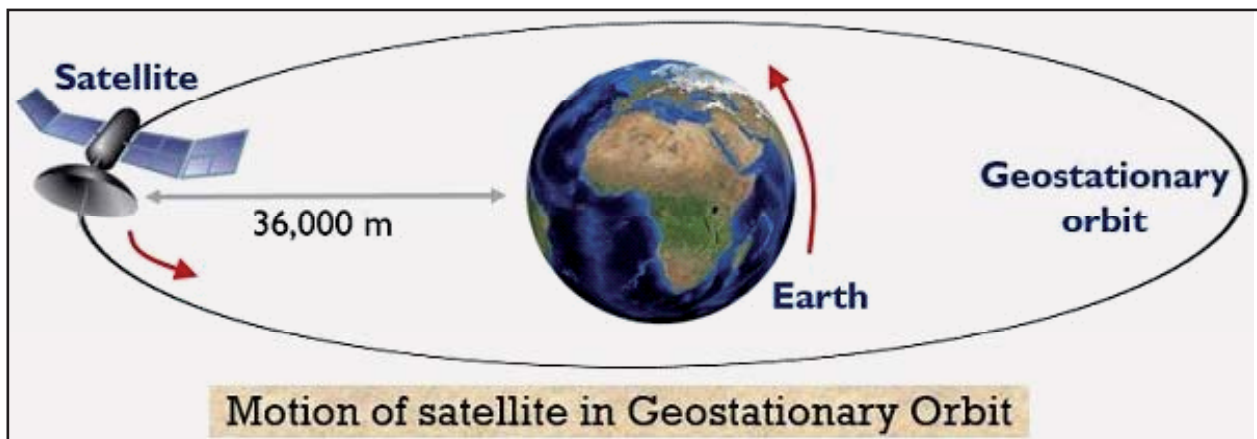 Satellite
36,000 m
Geostationary
orbit
Earth
Motion of satellite in Geostationary Orbit